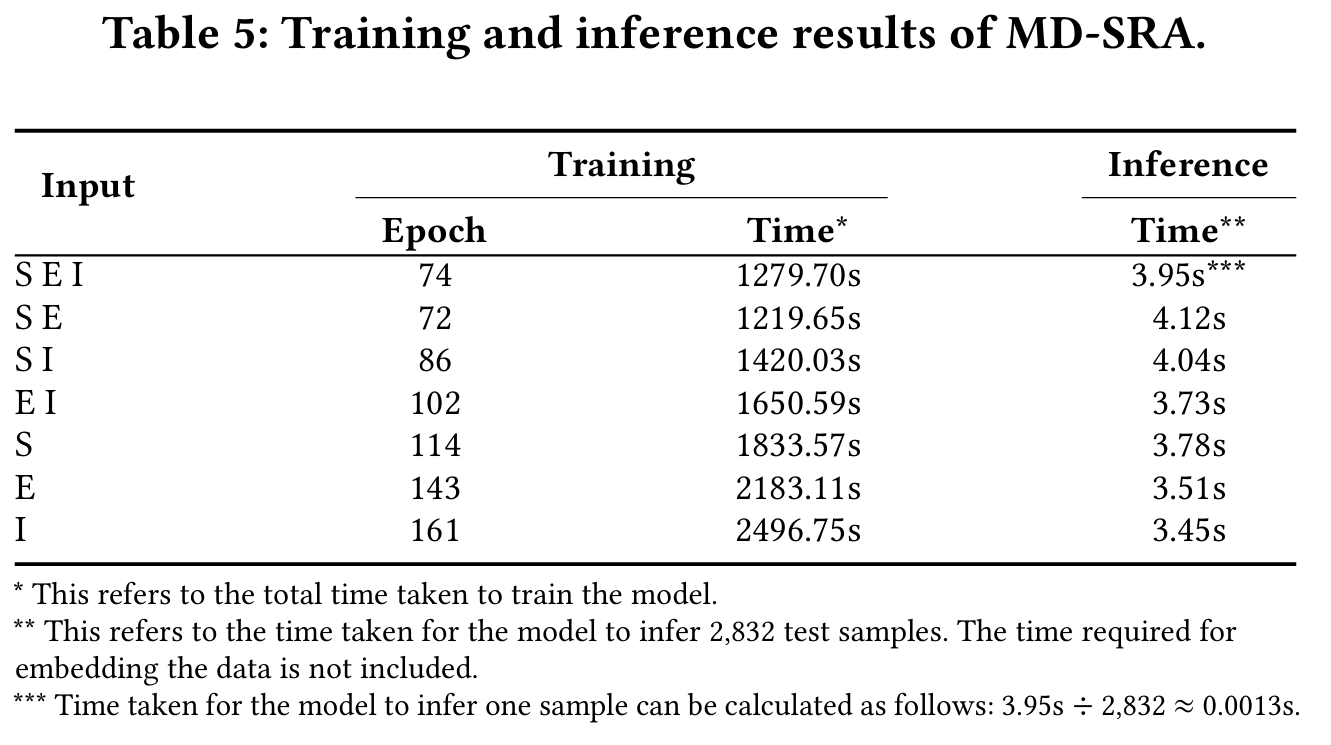 Table 5: Training and inference results of MD-SRA.
Input Training Inference
Epoch Time* Time**
S E I 74 1279.70s 3.95s***
S E 72 1219.65s 4.12s
S I 86 1420.03s 4.04s
E I 102 1650.59s 3.73s
S 114 1833.57s 3.78s
E 143 2183.11s 3.51s
I 161 2496.75s 3.45s
* This refers to the total time taken to train the model.
** This refers to the time taken for the model to infer 2,832 test samples. The time required for
embedding the data is not included.
*** Time taken for the model to infer one sample can be calculated as follows: 3.95s ÷ 2,832 ≈ 0.0013s.